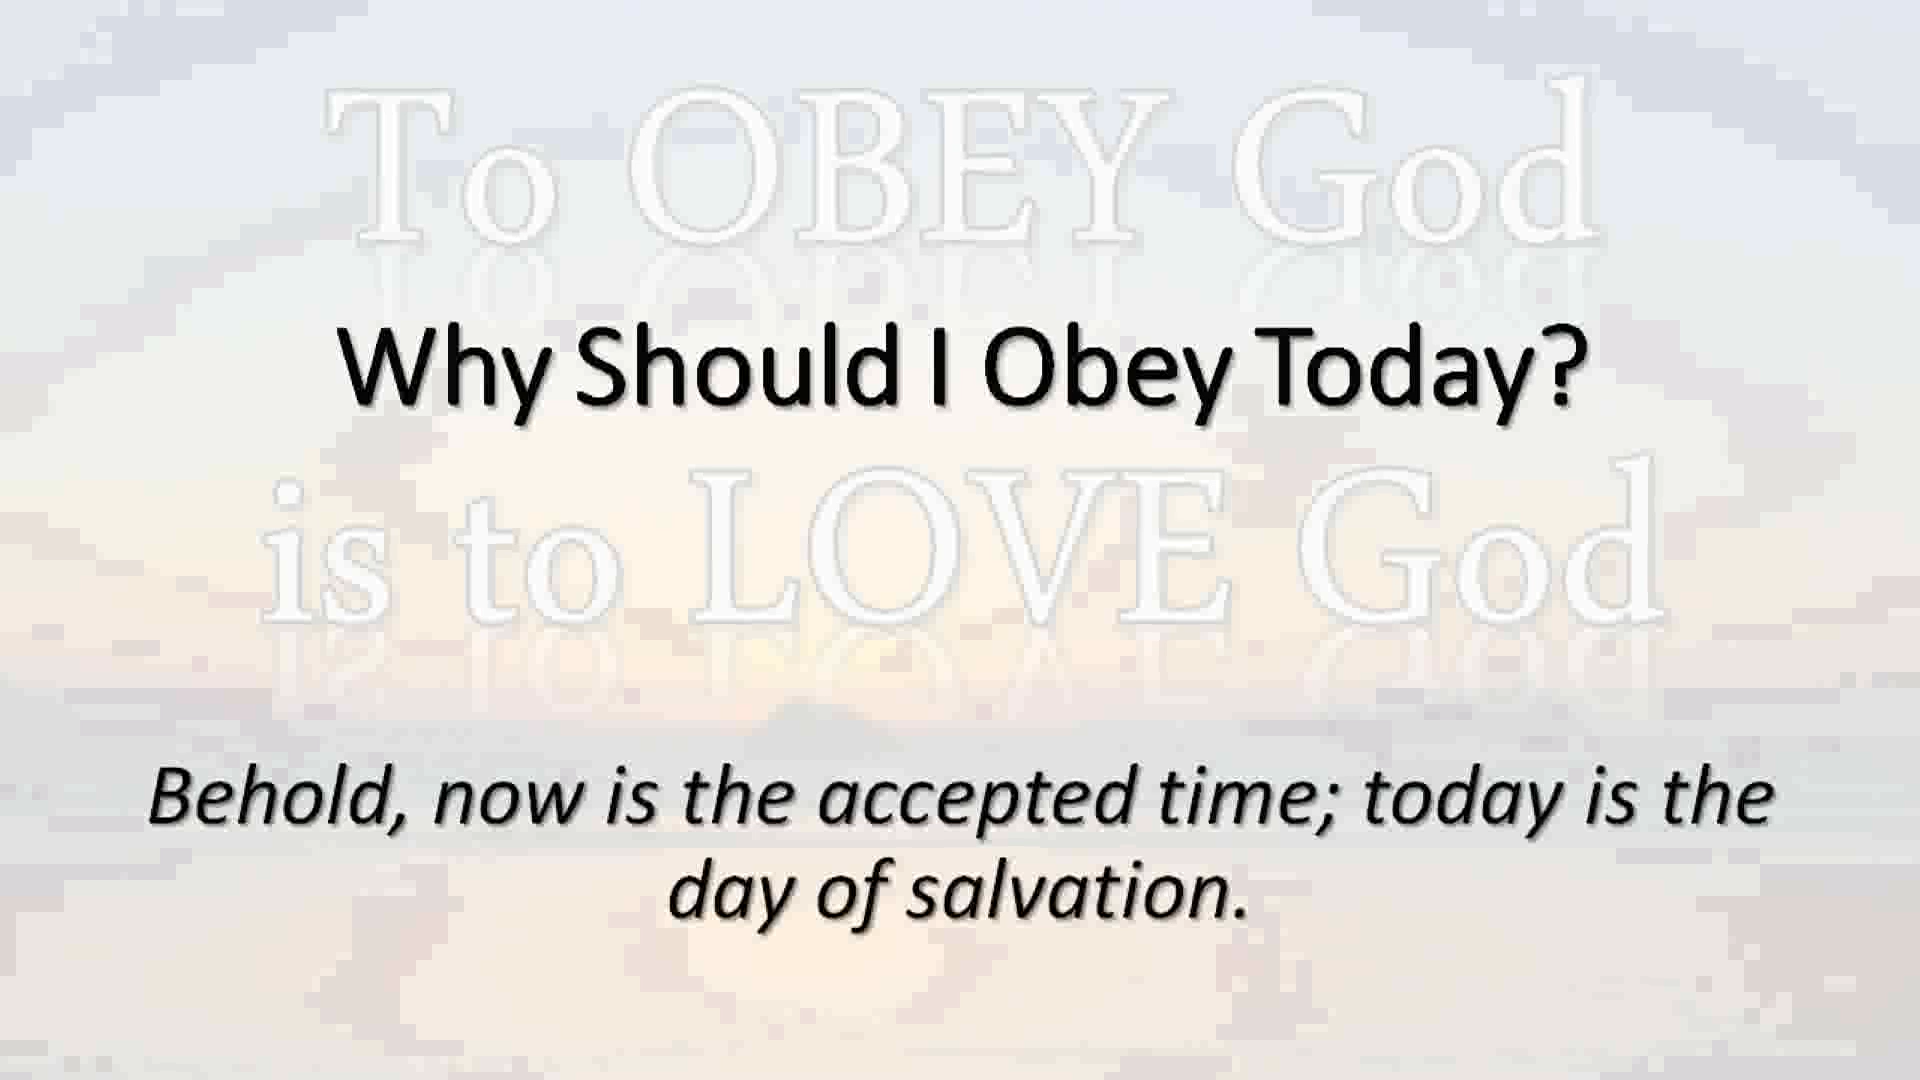 To OBEY God
Why Should I Obey Today?
is to LOVE God
Behold, now is the accepted time; today is the
day of salvation.